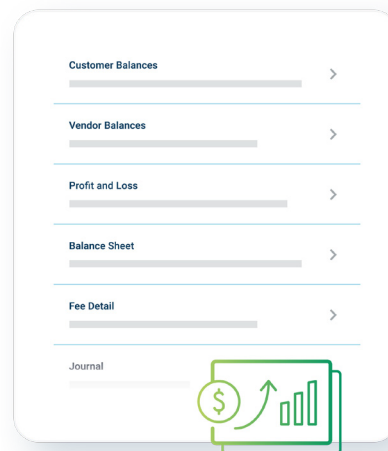 Customer Balances
Vendor Balances
Profit and Loss
Balance Sheet
Fee Detail
Journal
$